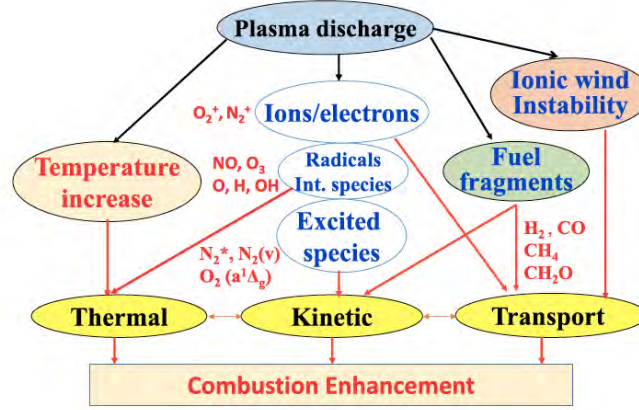 Plasma discharge
Ionic wind
Instability
O₂⁺, N₂⁺
Ions/electrons
Temperature
increase
NO, O₃
O, H, OH
Radicals
Int. species
Fuel
fragments
Excited
species
N₂*, N₂(v)
O₂ (a¹Δg)
H₂ , CO
CH₄
CH₂O
Thermal
Kinetic
Transport
Combustion Enhancement